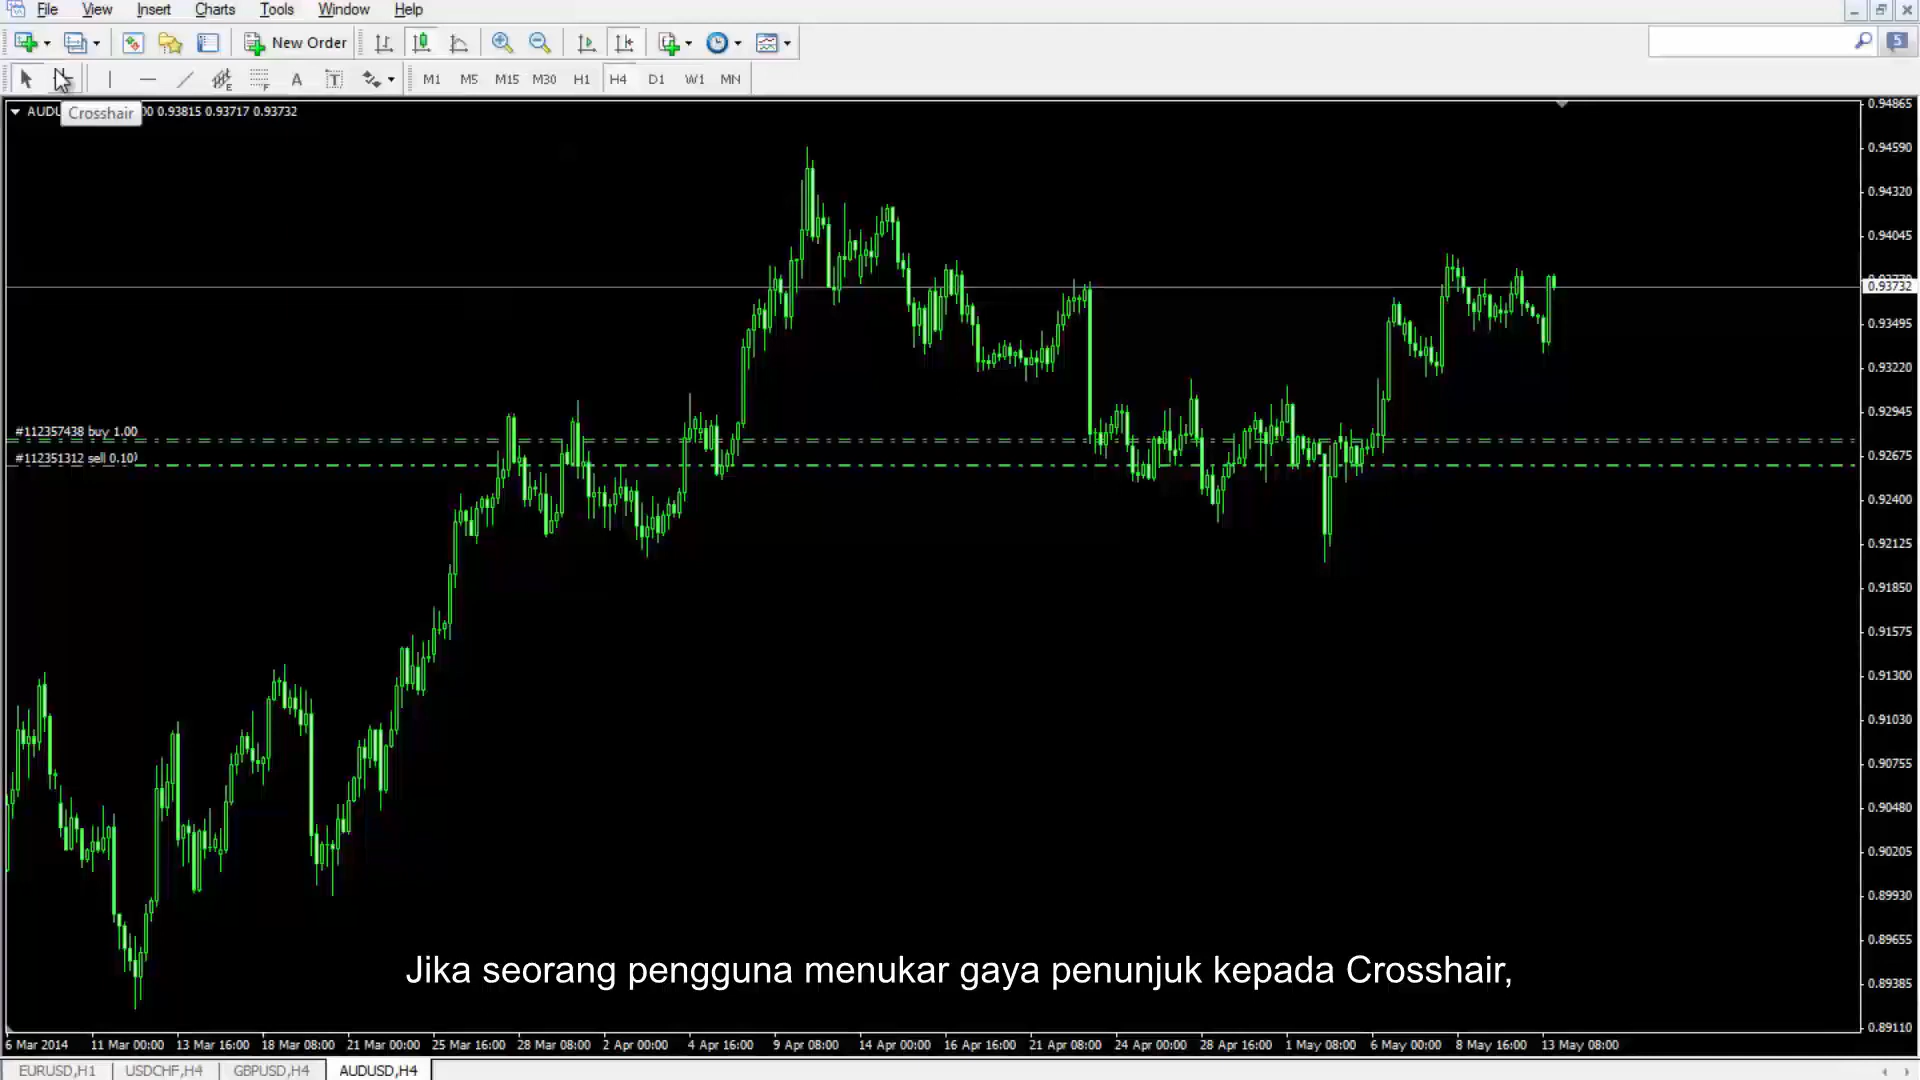 File View Insert Charts Tools Window Help
New Order
5
A T M1 M5 M15 M30 H1 H4 D1 W1 MN
Crosshair
0.93815 0.93717 0.93732
#112357438 buy 1.00
#112351312 sell 0.10
0.94865
0.94590
0.94320
0.94045
0.93732
0.93495
0.93220
0.92945
0.92675
0.92400
0.92125
0.91850
0.91575
0.91300
0.91030
0.90755
0.90480
0.90205
0.89930
0.89655
0.89385
0.89110
Jika seorang pengguna menukar gaya penunjuk kepada Crosshair,
6 Mar 2014 11 Mar 00:00 13 Mar 16:00 18 Mar 08:00 21 Mar 00:00 25 Mar 16:00 28 Mar 08:00 2 Apr 00:00 4 Apr 16:00 9 Apr 08:00 14 Apr 00:00 16 Apr 16:00 21 Apr 08:00 24 Apr 00:00 28 Apr 16:00 1 May 08:00 6 May 00:00 8 May 16:00 13 May 08:00
EURUSD,H1 USDCHF,H4 GBPUSD,H4 AUDUSD,H4